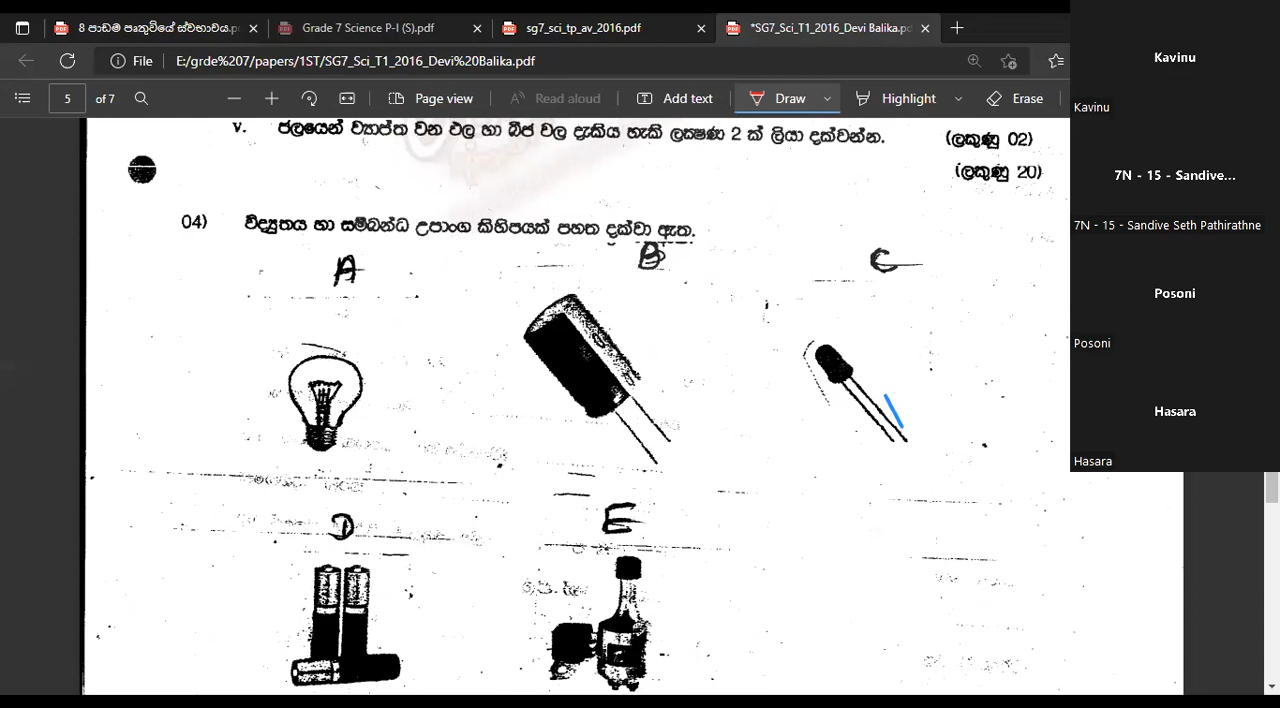 8 පාඩම පෘතුවියේ ස්වභාවය.pd
Grade 7 Science P-I (S).pdf
sg7_sci_tp_av_2016.pdf
*SG7_Sci_T1_2016_Devi Balika.pd
File E:/grde%207/papers/1ST/SG7_Sci_T1_2016_Devi%20Balika.pdf
5 of 7 Page view Read aloud Add text Draw Highlight Erase
v. ජලයෙන් ව්‍යාප්ත වන ඵල හා බීජ වල දැකිය හැකි ලක්ෂණ 2 ක් ලියා දක්වන්න. (ලකුණු 02)
(ලකුණු 20)
04) විද්‍යුතය හා සම්බන්ධ උපාංග කිහිපයක් පහත දක්වා ඇත.
A B C
D E
Kavinu
Kavinu
7N - 15 - Sandive...
7N - 15 - Sandive Seth Pathirathne
Posoni
Posoni
Hasara
Hasara